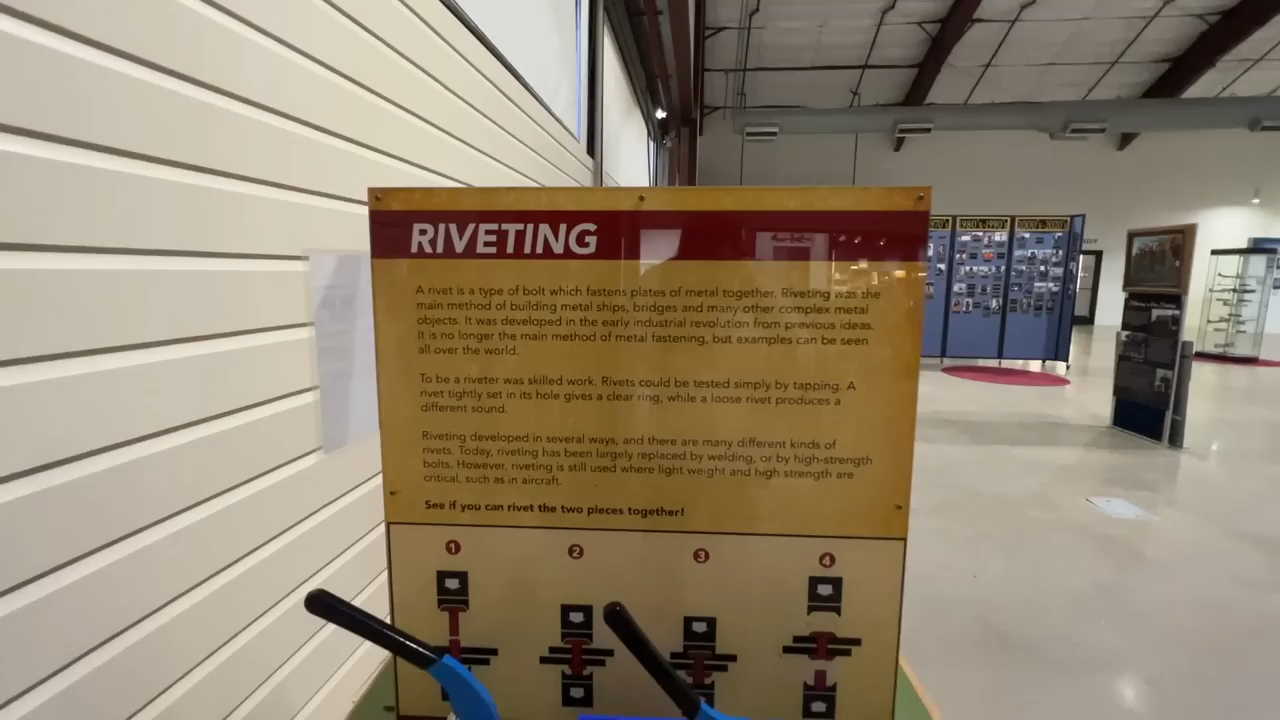 RIVETING
A rivet is a type of bolt which fastens plates of metal together. Riveting was the
main method of building metal ships, bridges and many other complex metal
objects. It was developed in the early industrial revolution from previous ideas.
It is no longer the main method of metal fastening, but examples can be seen
all over the world.
To be a riveter was skilled work. Rivets could be tested simply by tapping. A
rivet tightly set in its hole gives a clear ring, while a loose rivet produces a
different sound.
Riveting developed in several ways, and there are many different kinds of
rivets. Today, riveting has been largely replaced by welding, or by high-strength
bolts. However, riveting is still used where light weight and high strength are
critical, such as in aircraft.
See if you can rivet the two pieces together!
1 2 3 4
1980's-1990's
2000's-2020